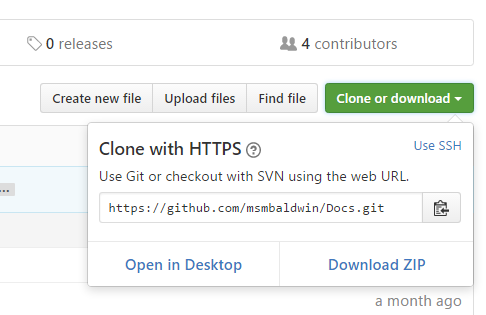 0 releases
4 contributors
Create new file
Upload files
Find file
Clone or download
Clone with HTTPS
Use SSH
Use Git or checkout with SVN using the web URL.
https://github.com/msmbaldwin/Docs.git
Open in Desktop
Download ZIP
...
a month ago